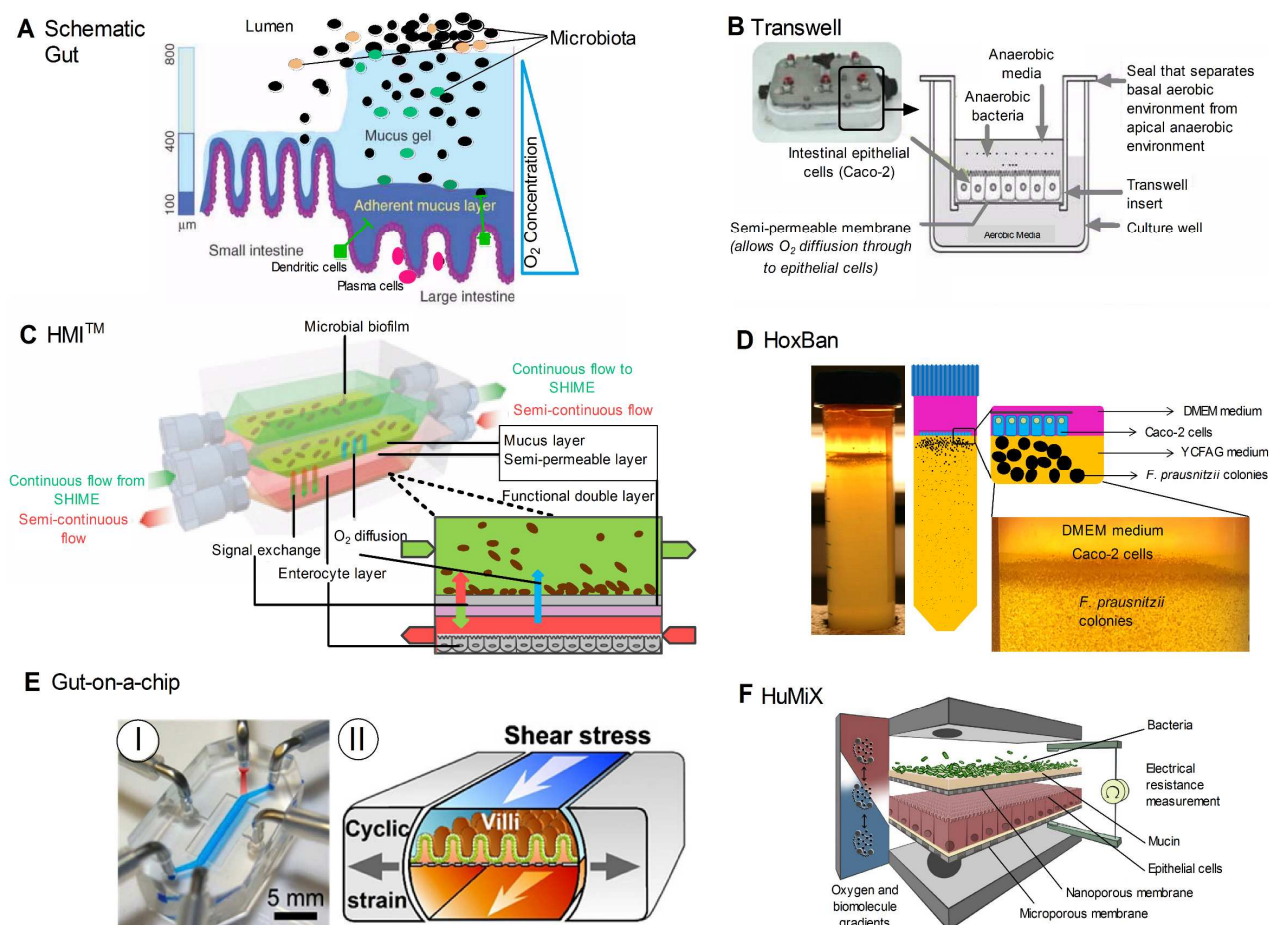 A Schematic
Gut
Lumen
Microbiota
800
400
100
µm
Mucus gel
Adherent mucus layer
Small intestine
Dendritic cells
Plasma cells
Large intestine
O2 Concentration
B Transwell
Anaerobic
media
Anaerobic
bacteria
Intestinal epithelial
cells (Caco-2)
Semi-permeable membrane
(allows O2 diffiusion through
to epithelial cells)
Aerobic Media
Seal that separates
basal aerobic
environment from
apical anaerobic
environment
Transwell
insert
Culture well
C HMI™
Microbial biofilm
Continuous flow to
SHIME
Semi-continuous flow
Mucus layer
Semi-permeable layer
Functional double layer
Continuous flow from
SHIME
Semi-continuous
flow
Signal exchange
O2 diffusion
Enterocyte layer
D HoxBan
DMEM medium
Caco-2 cells
YCFAG medium
F. prausnitzii colonies
DMEM medium
Caco-2 cells
F. prausnitzii
colonies
E Gut-on-a-chip
I
5 mm
II
Shear stress
Cyclic
strain
Villi
F HuMiX
Bacteria
Electrical
resistance
measurement
Mucin
Epithelial cells
Nanoporous membrane
Microporous membrane
Oxygen and
biomolecule
gradients